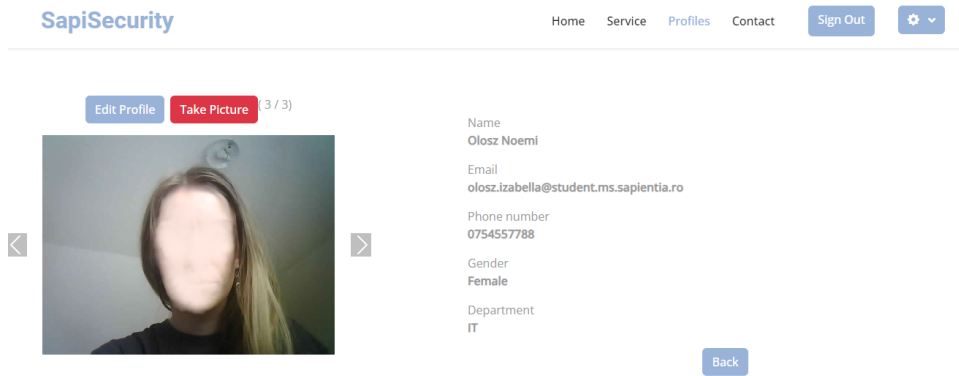 SapiSecurity
Home Service Profiles Contact Sign Out
Edit Profile Take Picture ( 3 / 3)
Name
Olosz Noemi
Email
olosz.izabella@student.ms.sapientia.ro
Phone number
0754557788
Gender
Female
Department
IT
Back